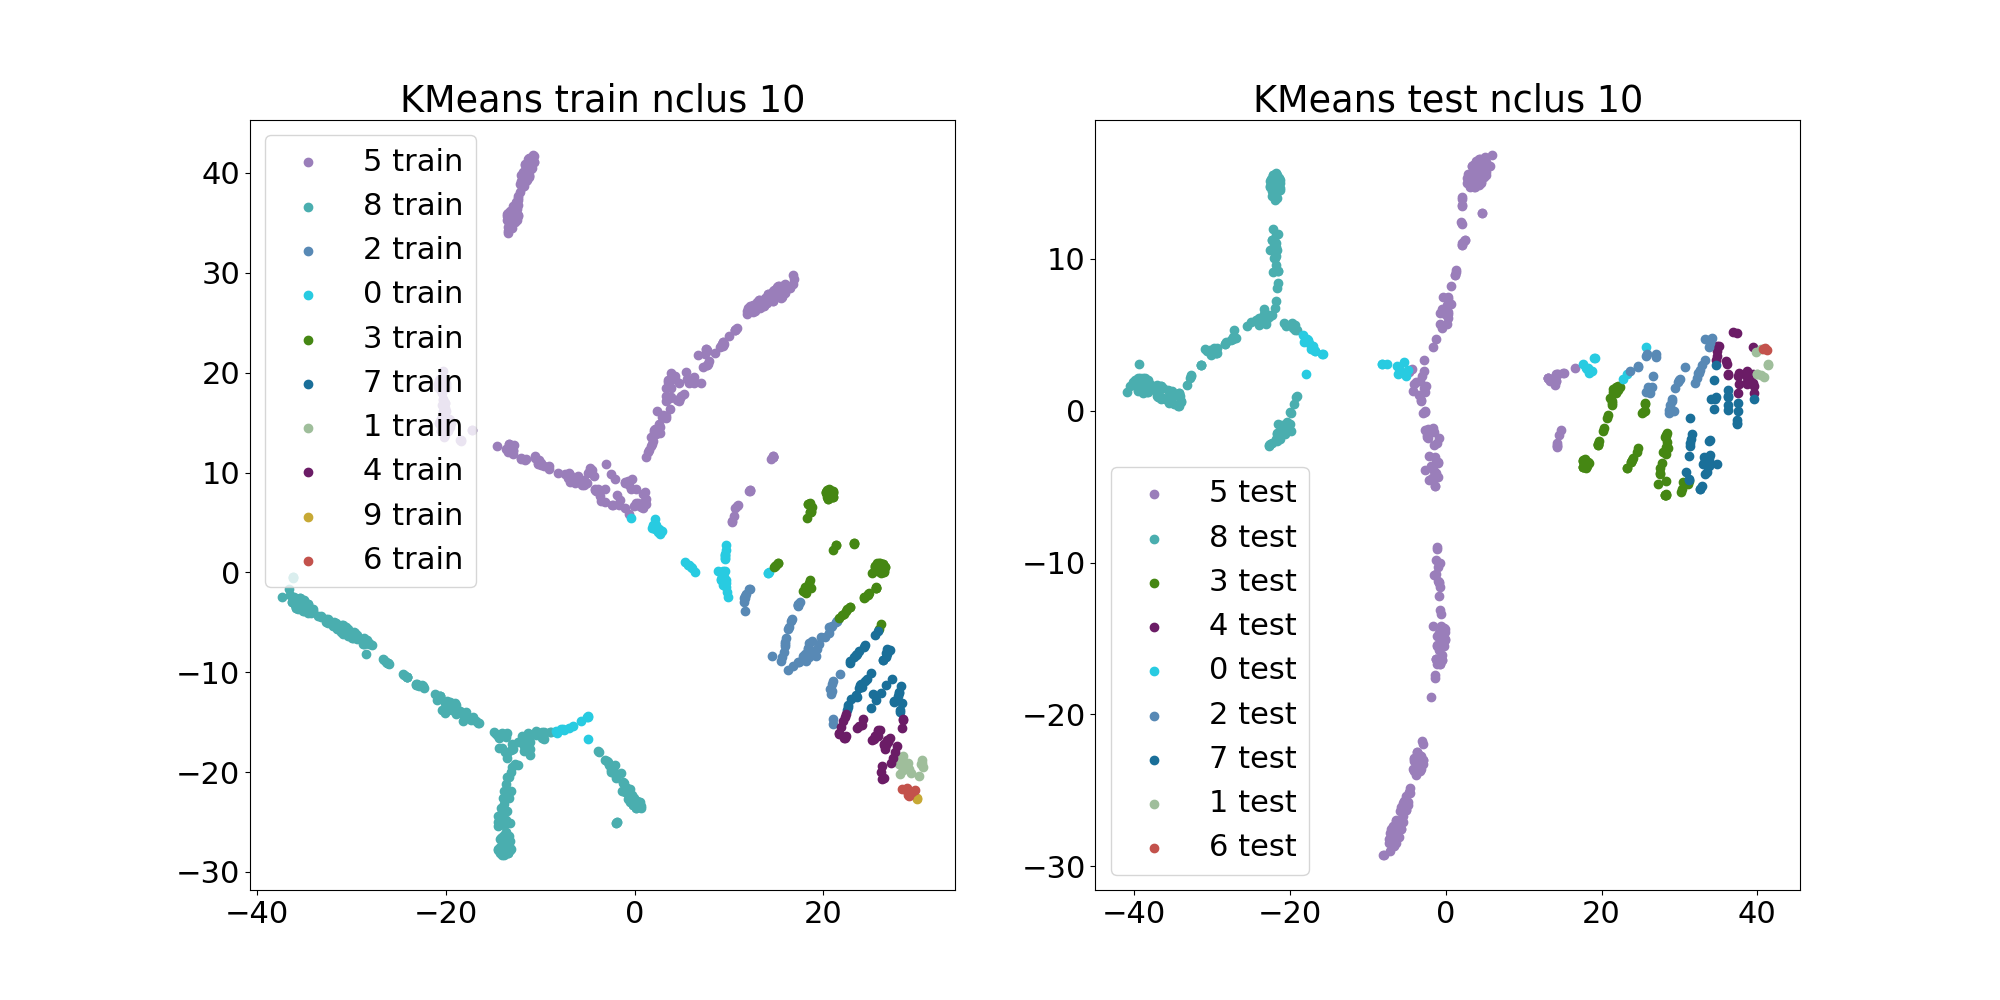 KMeans train nclus 10
40
30
20
10
0
−10
−20
−30
−40
−20
0
20
5 train
8 train
2 train
0 train
3 train
7 train
1 train
4 train
9 train
6 train
KMeans test nclus 10
10
0
−10
−20
−30
−40
−20
0
20
40
5 test
8 test
3 test
4 test
0 test
2 test
7 test
1 test
6 test